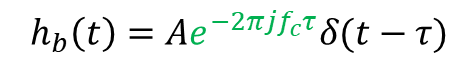 h_b(t) = Ae^{-2πjf_cτ}δ(t − τ)